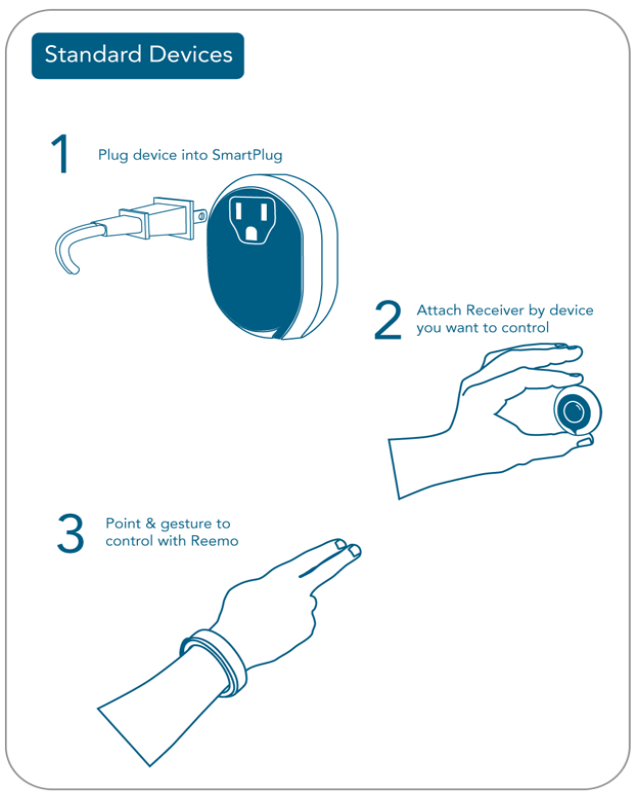 Standard Devices
1
Plug device into SmartPlug
2
Attach Receiver by device
you want to control
3
Point & gesture to
control with Reemo